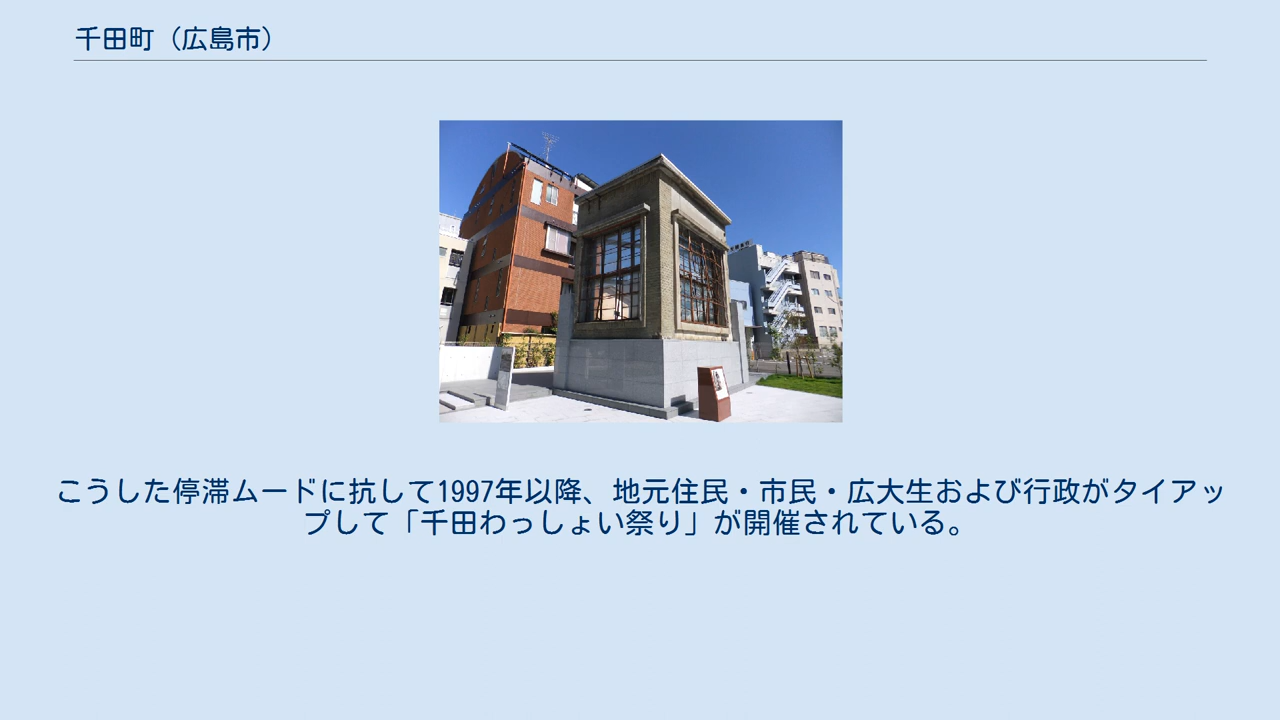 千田町（広島市）
こうした停滞ムードに抗して1997年以降、地元住民・市民・広大生および行政がタイアッ
プして「千田わっしょい祭り」が開催されている。